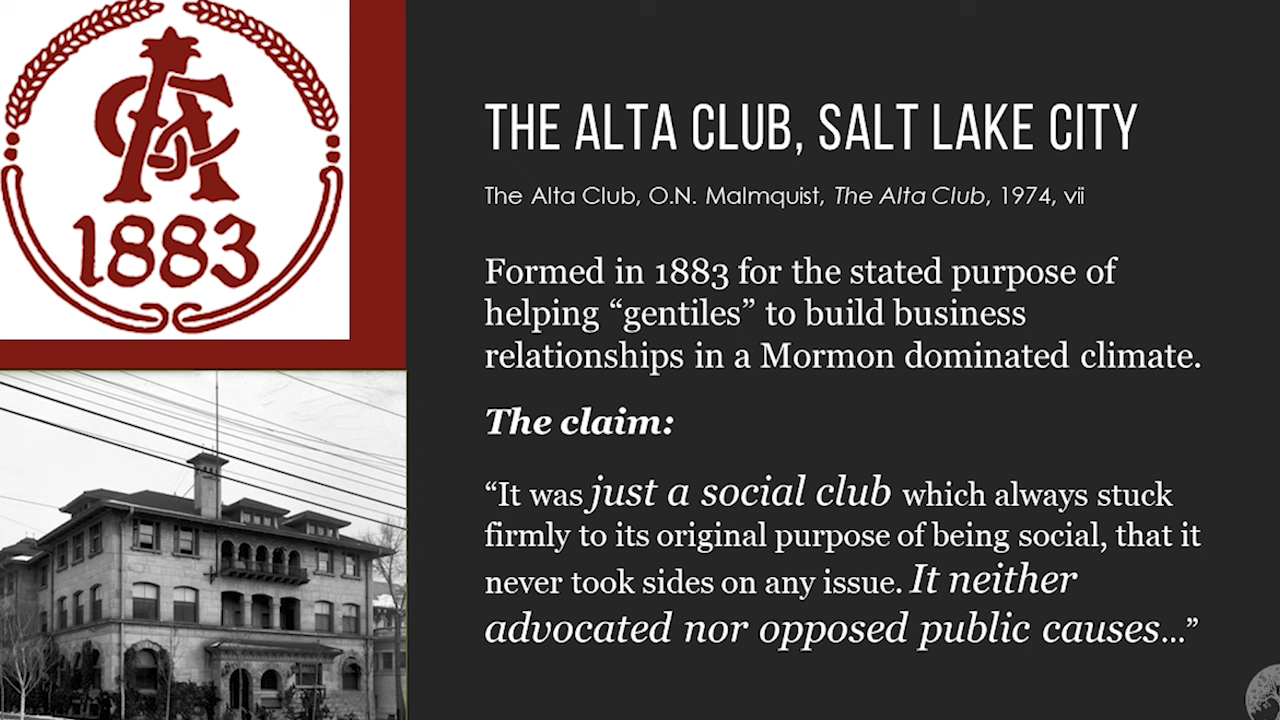 AC
1883
THE ALTA CLUB, SALT LAKE CITY
The Alta Club, O.N. Malmquist, The Alta Club, 1974, vii
Formed in 1883 for the stated purpose of
helping “gentiles” to build business
relationships in a Mormon dominated climate.
The claim:
“It was just a social club which always stuck
firmly to its original purpose of being social, that it
never took sides on any issue. It neither
advocated nor opposed public causes...”